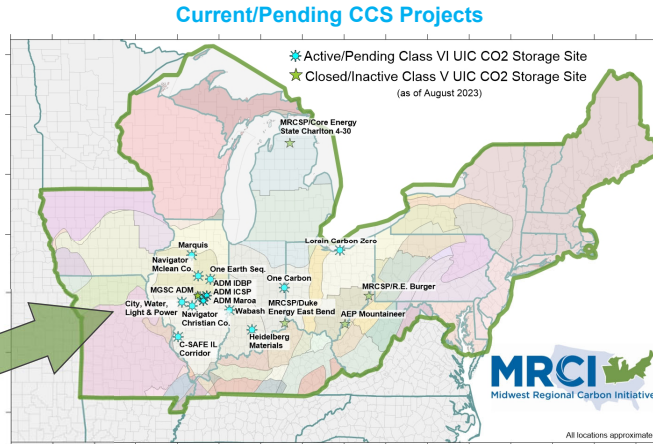 Current/Pending CCS Projects
Active/Pending Class VI UIC CO2 Storage Site
Closed/Inactive Class V UIC CO2 Storage Site
(as of August 2023)
MRCSP/Core Energy
State Charlton 4-30
Lorain Carbon Zero
Marquis
Navigator
Mclean Co.
One Earth Seq.
ADM IDBP
ADM ICSP
ADM Maroa
MGSC ADM
One Carbon
City, Water,
Light & Power
Navigator
Christian Co.
Wabash
MRCSP/Duke
Energy East Bend
MRCSP/R.E. Burger
AEP Mountaineer
C-SAFE IL
Corridor
Heidelberg
Materials
MRCI
Midwest Regional Carbon Initiative
All locations approximate